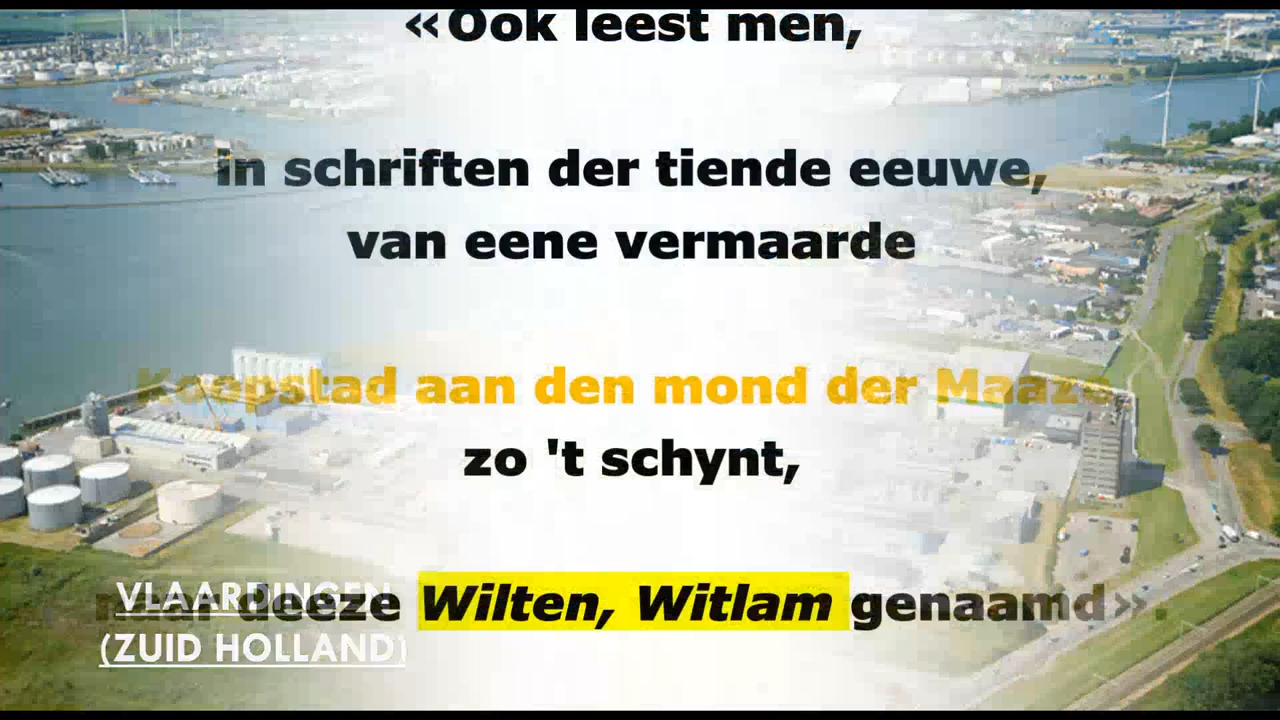 «Ook leest men,
in schriften der tiende eeuwe,
van eene vermaarde
Koopstad aan den mond der Maaze
zo 't schynt,
naar deeze Wilten, Witlam genaamd».
VLAARDINGEN
(ZUID HOLLAND)